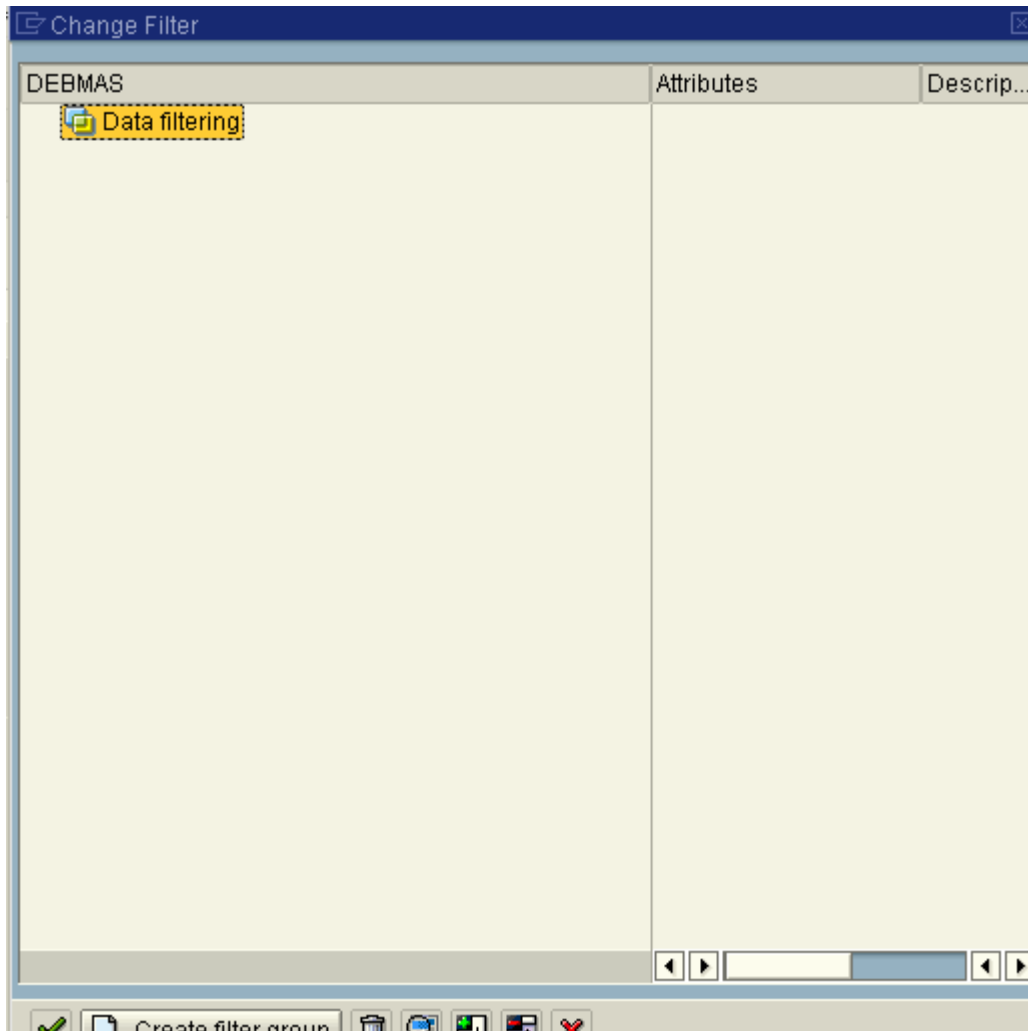 Change Filter
DEBMAS Attributes Descrip...
Data filtering
Create filter group